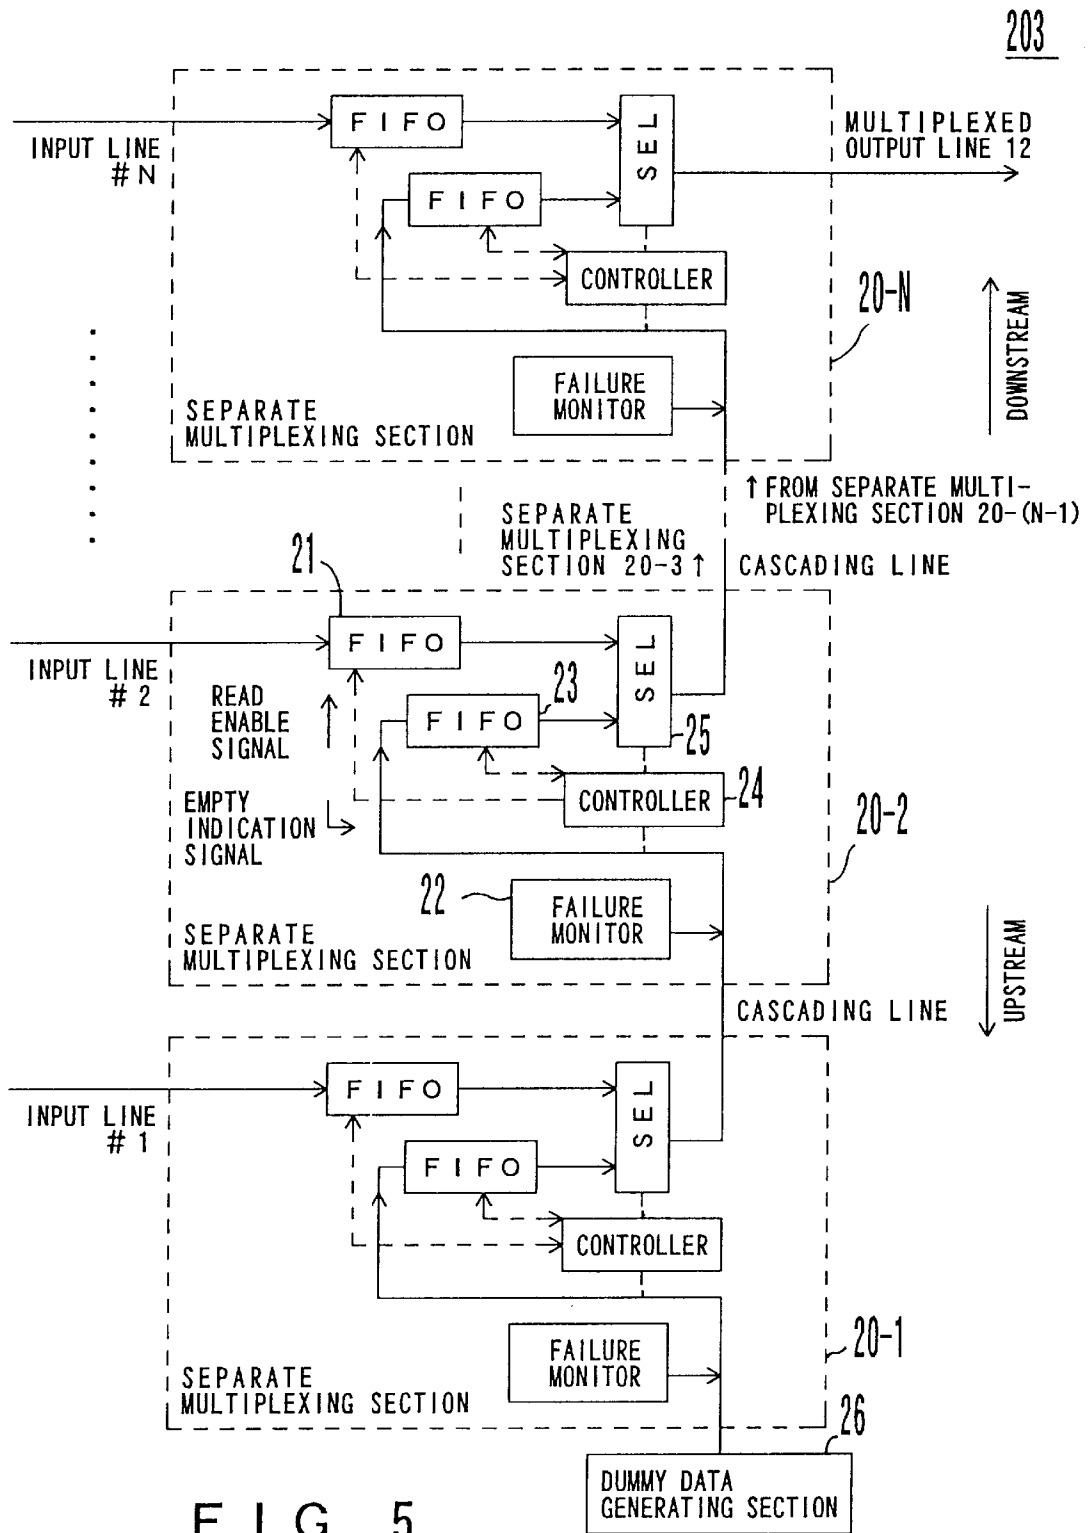 203
FIFO
SEL
MULTIPLEXED
OUTPUT LINE 12
INPUT LINE
#N
FIFO
CONTROLLER
20-N
DOWNSTREAM
FAILURE
MONITOR
SEPARATE
MULTIPLEXING SECTION
↑ FROM SEPARATE MULTI-
PLEXING SECTION 20-(N-1)
SEPARATE
MULTIPLEXING
SECTION 20-3 ↑
CASCADING LINE
21
FIFO
SEL
INPUT LINE
#2
READ
ENABLE
SIGNAL
23
FIFO
25
EMPTY
INDICATION
SIGNAL
CONTROLLER
24
20-2
22
FAILURE
MONITOR
SEPARATE
MULTIPLEXING SECTION
UPSTREAM
CASCADING LINE
FIFO
SEL
INPUT LINE
#1
FIFO
CONTROLLER
20-1
FAILURE
MONITOR
SEPARATE
MULTIPLEXING SECTION
26
DUMMY DATA
GENERATING SECTION
FIG. 5